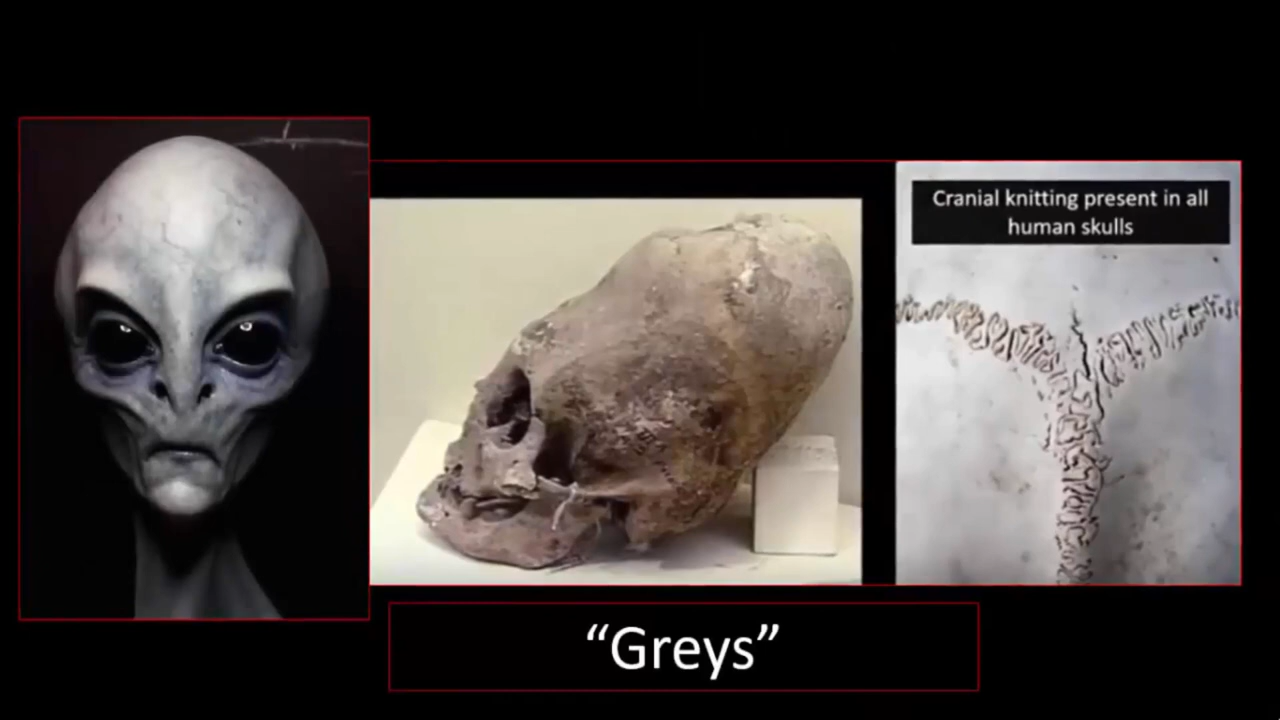 Cranial knitting present in all
human skulls
“Greys”